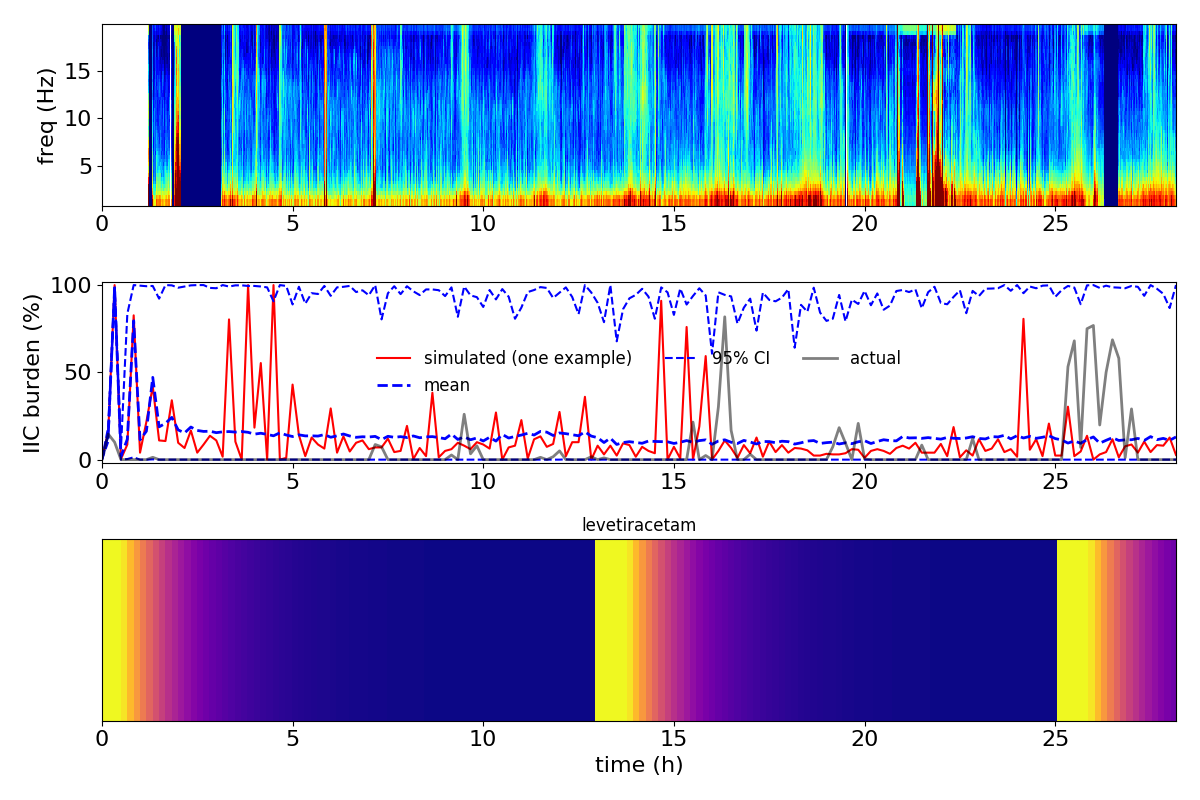 freq (Hz)
15
10
5
0 5 10 15 20 25
IIC burden (%)
100
50
0
simulated (one example) 95% CI actual
mean
0 5 10 15 20 25
levetiracetam
0 5 10 15 20 25
time (h)